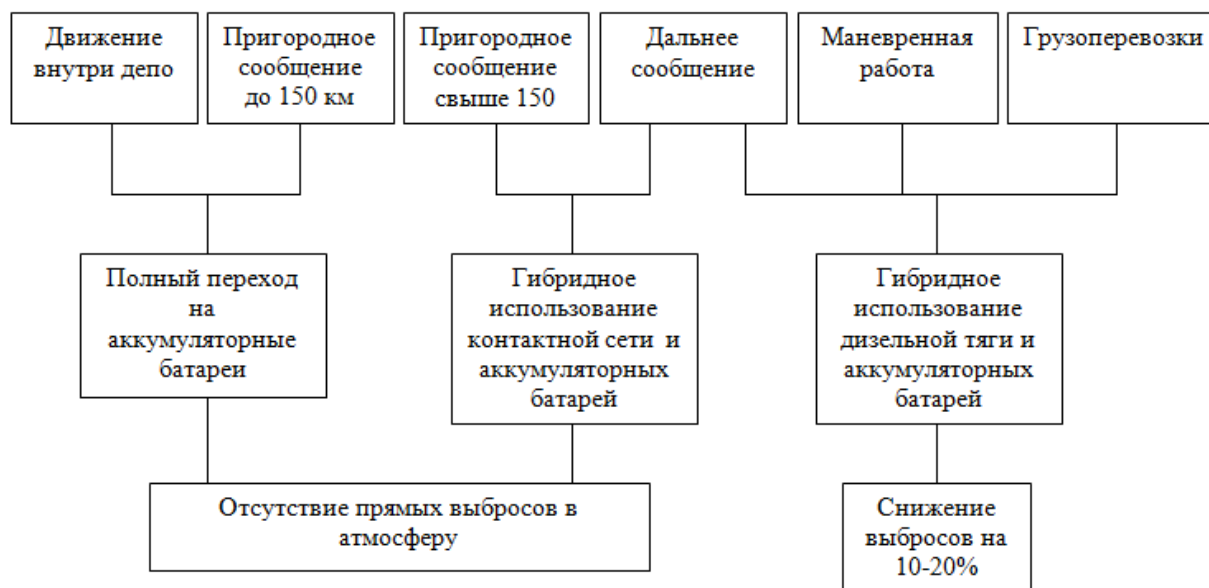 Движение
внутри депо
Пригородное
сообщение
до 150 км
Пригородное
сообщение
свыше 150
Дальнее
сообщение
Маневренная
работа
Грузоперевозки
Полный переход
на
аккумуляторные
батареи
Гибридное
использование
контактной сети и
аккумуляторных
батарей
Гибридное
использование
дизельной тяги и
аккумуляторных
батарей
Отсутствие прямых выбросов в
атмосферу
Снижение
выбросов на
10-20%